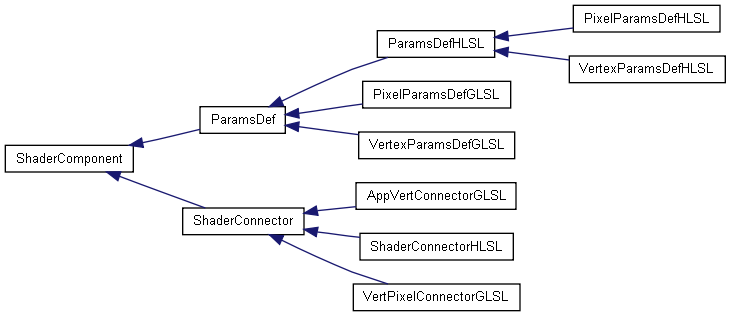 PixelParamsDefHLSL
ParamsDefHLSL
VertexParamsDefHLSL
PixelParamsDefGLSL
ParamsDef
VertexParamsDefGLSL
ShaderComponent
AppVertConnectorGLSL
ShaderConnector
ShaderConnectorHLSL
VertPixelConnectorGLSL